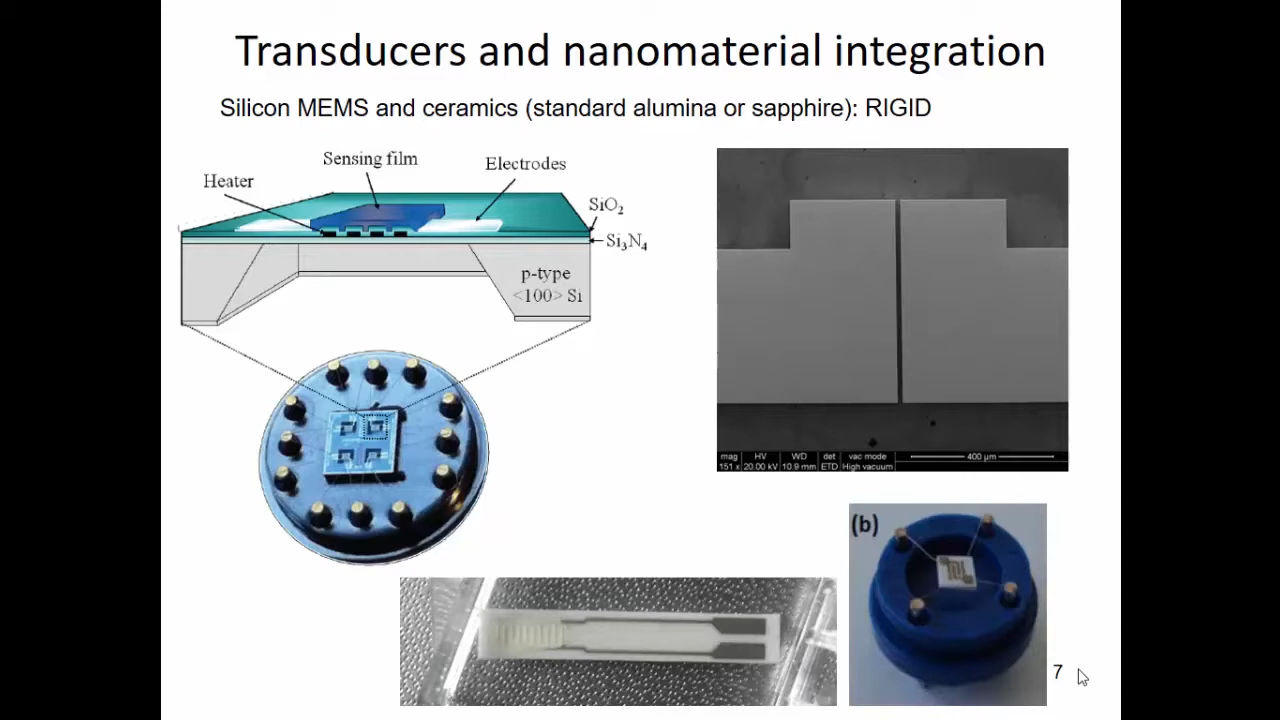 Transducers and nanomaterial integration
Silicon MEMS and ceramics (standard alumina or sapphire): RIGID
Sensing film
Electrodes
Heater
SiO2
Si3N4
p-type
<100> Si
mag HV WD det vac mode 400 µm
151 x 20.00 kV 10.9 mm ETD High vacuum
(b)
7